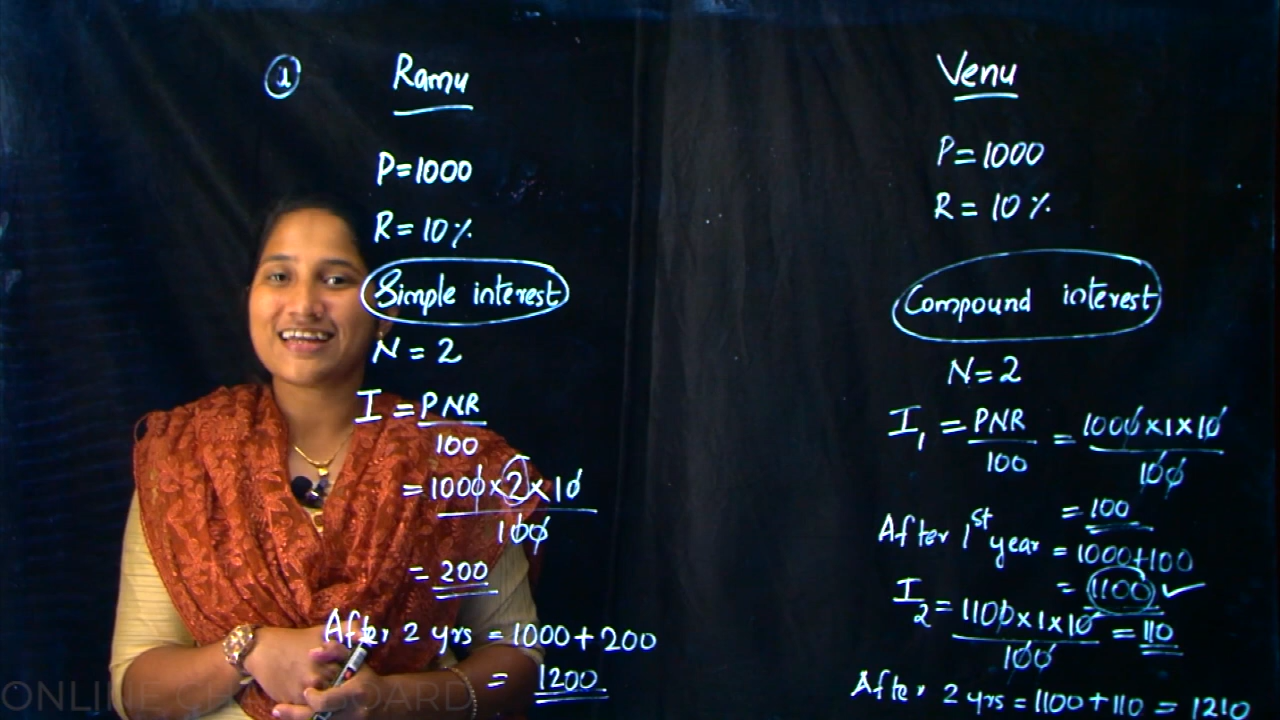 1
Ramu
P=1000
R=10%
Simple interest
N=2
I = PNR
100
= 1000×2×10
100
= 200
After 2 yrs = 1000+200
= 1200
Venu
P=1000
R=10%
Compound interest
N=2
I₁ = PNR/100 = 1000×1×10/100
= 100
After 1st year = 1000+100
= 1100 ✓
I₂ = 1100×1×10/100 = 110
After 2 yrs = 1100+110 = 1210
ONLINE CHALKBOARD